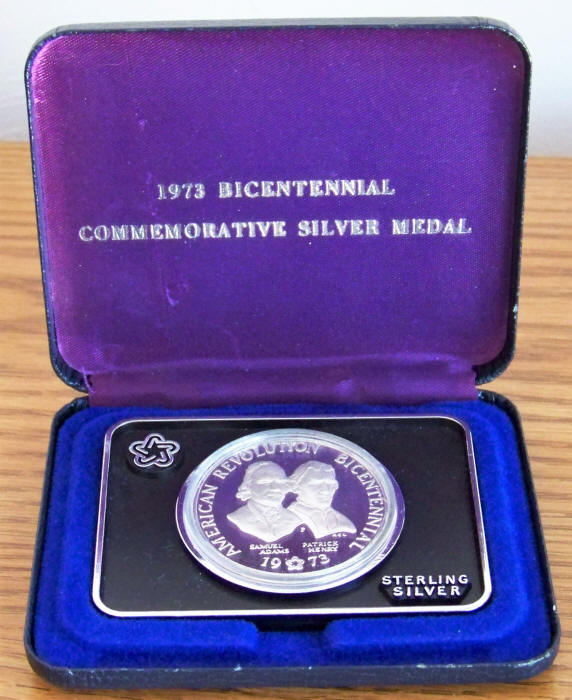 1973 BICENTENNIAL
COMMEMORATIVE SILVER MEDAL
AMERICAN REVOLUTION BICENTENNIAL
SAMUEL ADAMS
PATRICK HENRY
1973
STERLING
SILVER